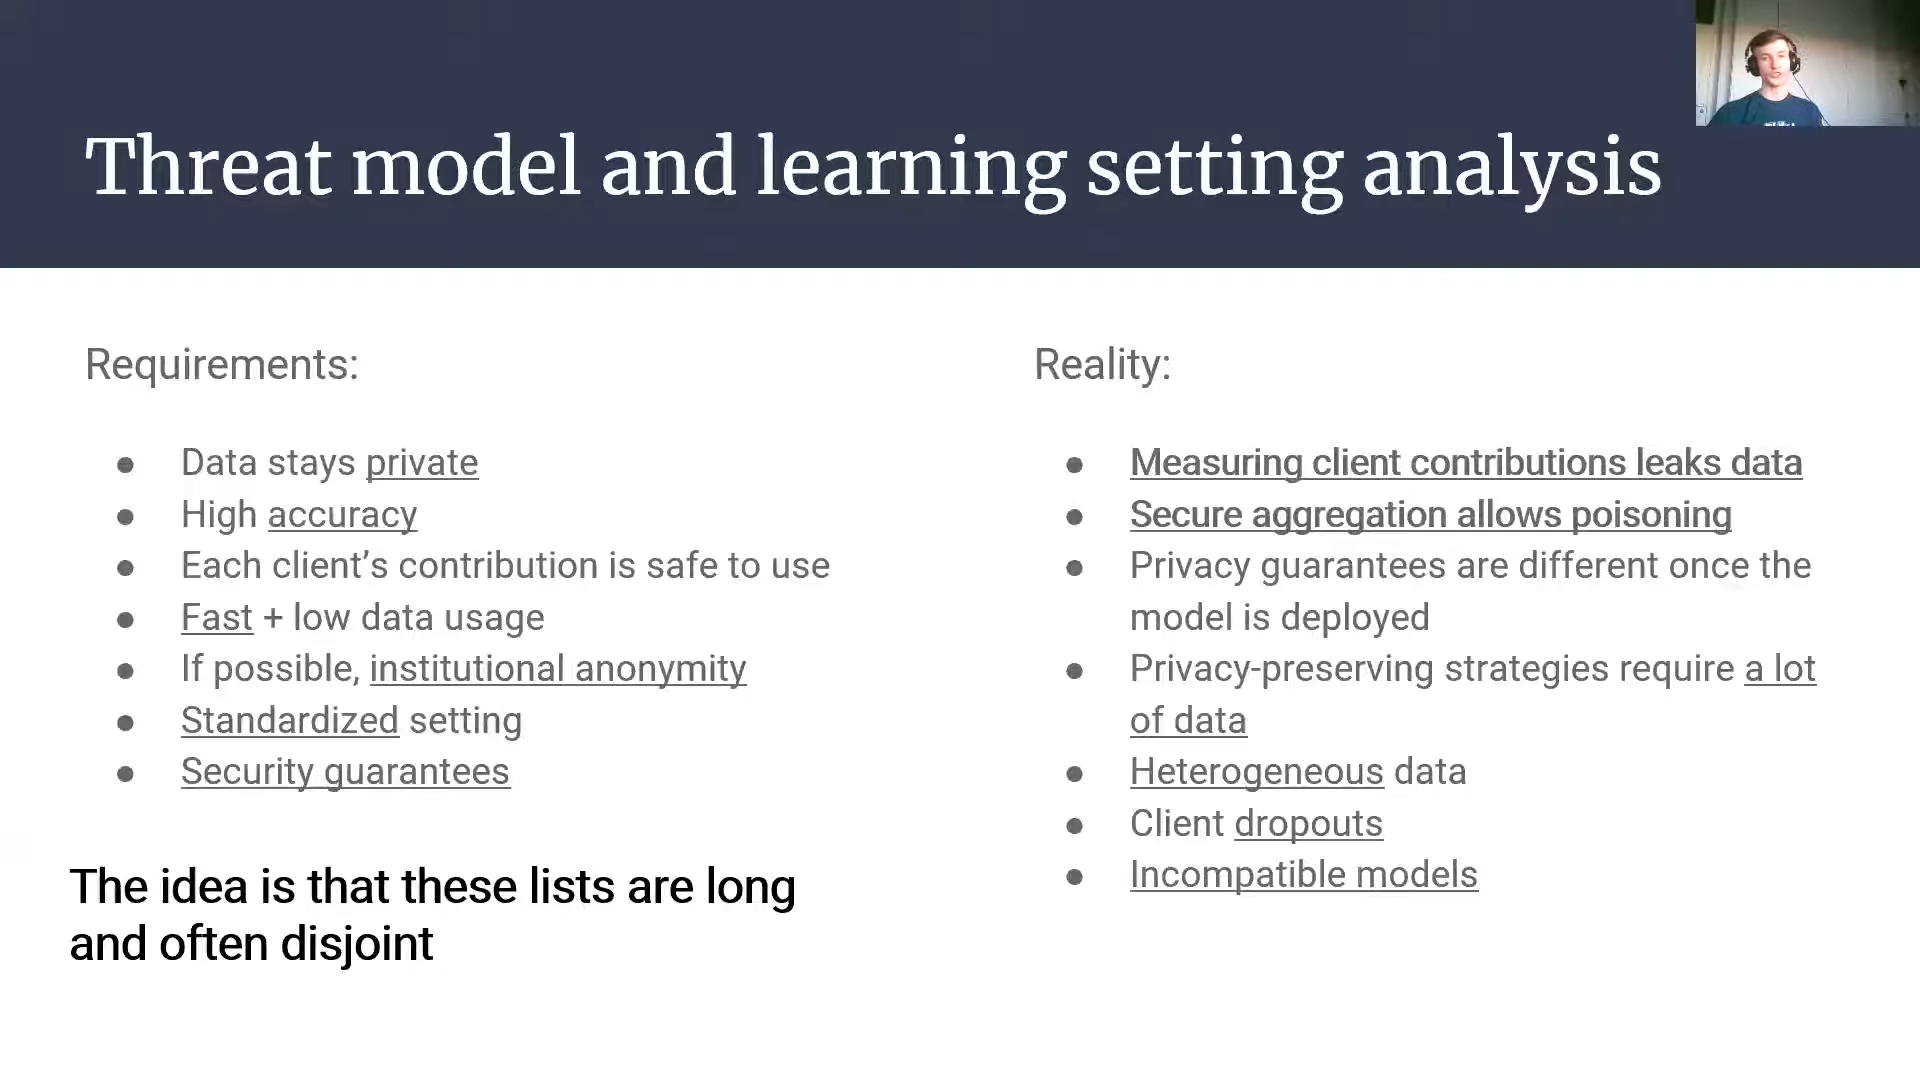 Threat model and learning setting analysis
Requirements:
● Data stays private
● High accuracy
● Each client’s contribution is safe to use
● Fast + low data usage
● If possible, institutional anonymity
● Standardized setting
● Security guarantees
The idea is that these lists are long
and often disjoint
Reality:
● Measuring client contributions leaks data
● Secure aggregation allows poisoning
● Privacy guarantees are different once the
model is deployed
● Privacy-preserving strategies require a lot
of data
● Heterogeneous data
● Client dropouts
● Incompatible models